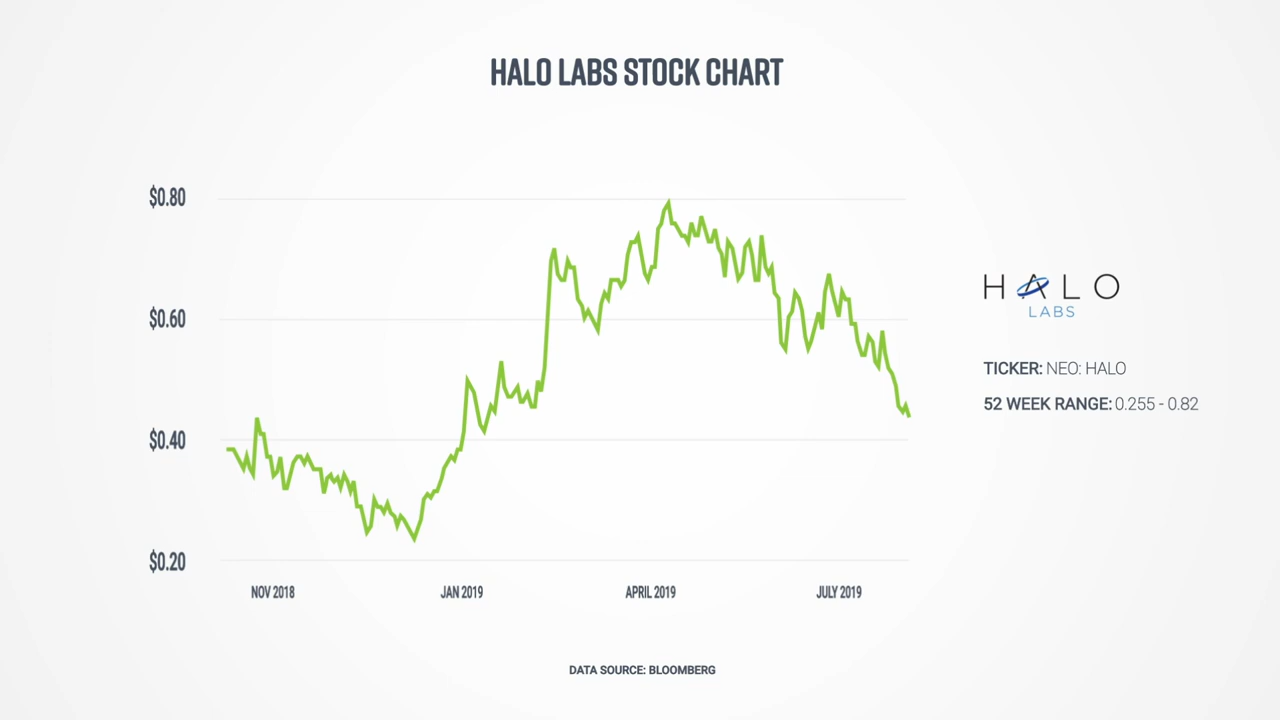 HALO LABS STOCK CHART
$0.80
$0.60
$0.40
$0.20
NOV 2018
JAN 2019
APRIL 2019
JULY 2019
HALO
LABS
TICKER: NEO: HALO
52 WEEK RANGE: 0.255 - 0.82
DATA SOURCE: BLOOMBERG